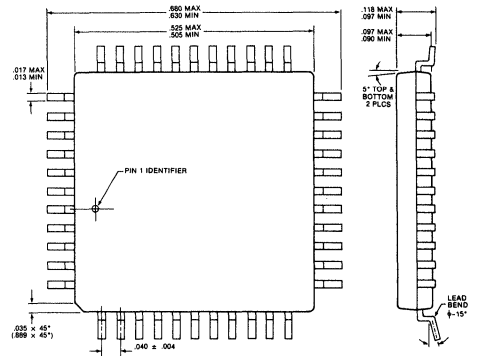 .680 MAX
.630 MIN
.525 MAX
.505 MIN
.118 MAX
.097 MIN
.097 MAX
.090 MIN
.017 MAX
.013 MIN
5° TOP &
BOTTOM
2 PLCS
PIN 1 IDENTIFIER
LEAD
BEND
ϕ-15°
.035 × 45°
(.889 × 45°)
.040 ± .004